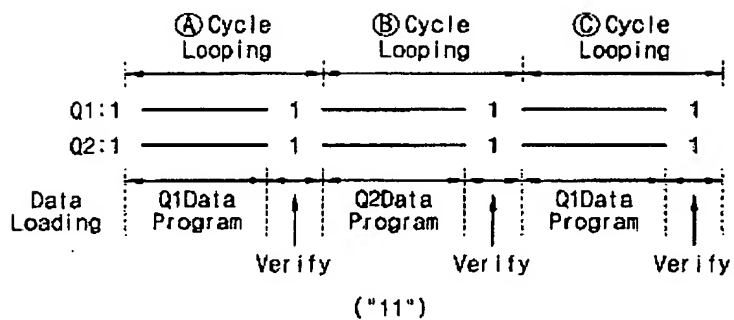 Ⓐ Cycle Looping Ⓑ Cycle Looping Ⓒ Cycle Looping
Q1:1 1 1 1
Q2:1 1 1 1
Data Loading Q1Data Program Q2Data Program Q1Data Program
Verify Verify Verify
("11")